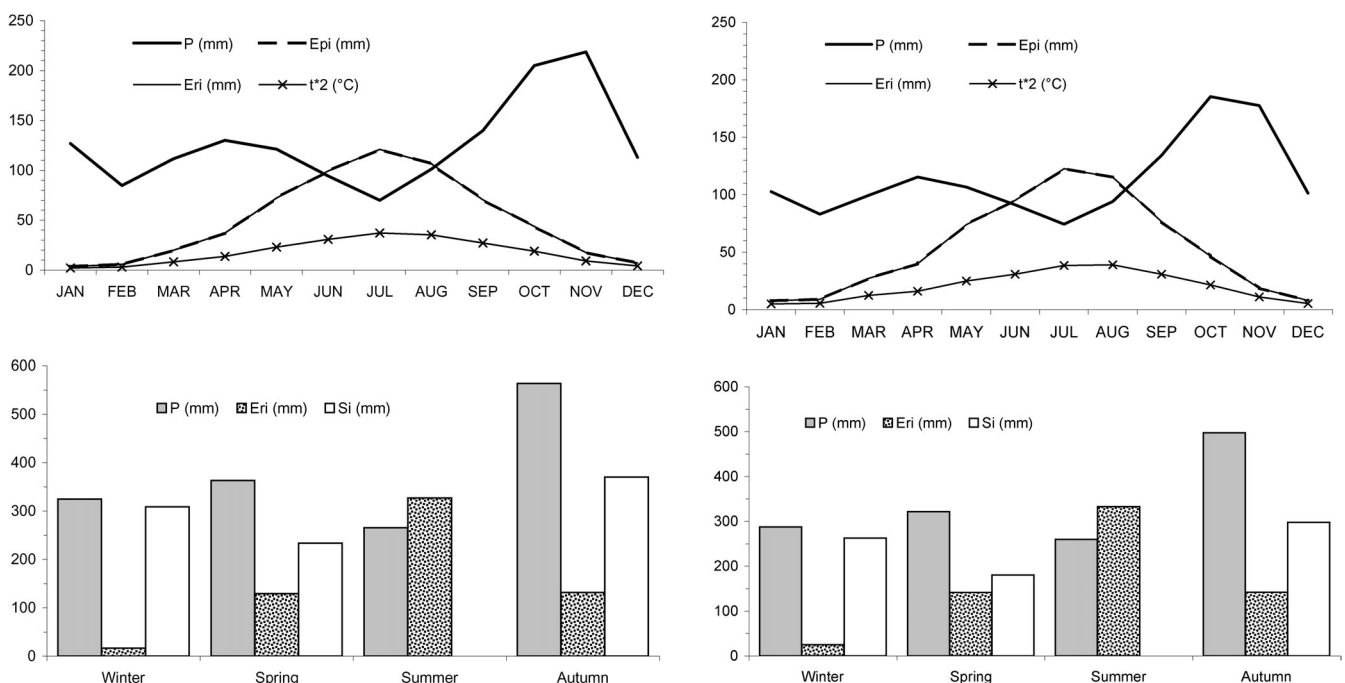 250
200
150
100
50
0
P (mm) Epi (mm)
Eri (mm) t*2 (°C)
JAN FEB MAR APR MAY JUN JUL AUG SEP OCT NOV DEC
250
200
150
100
50
0
P (mm) Epi (mm)
Eri (mm) t*2 (°C)
JAN FEB MAR APR MAY JUN JUL AUG SEP OCT NOV DEC
600
500
400
300
200
100
0
P (mm) Eri (mm) Si (mm)
Winter Spring Summer Autumn
600
500
400
300
200
100
0
P (mm) Eri (mm) Si (mm)
Winter Spring Summer Autumn